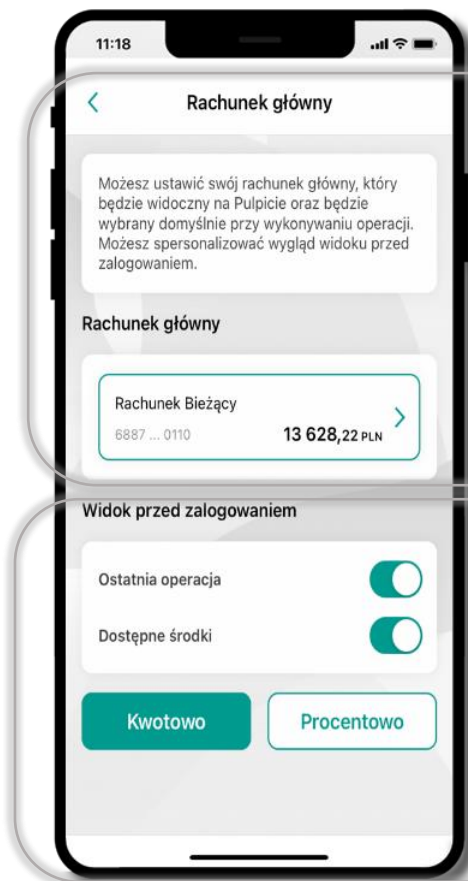 11:18
Rachunek główny
Możesz ustawić swój rachunek główny, który
będzie widoczny na Pulpicie oraz będzie
wybrany domyślnie przy wykonywaniu operacji.
Możesz spersonalizować wygląd widoku przed
zalogowaniem.
Rachunek główny
Rachunek Bieżący
6887 ... 0110 13 628,22 PLN
Widok przed zalogowaniem
Ostatnia operacja
Dostępne środki
Kwotowo Procentowo